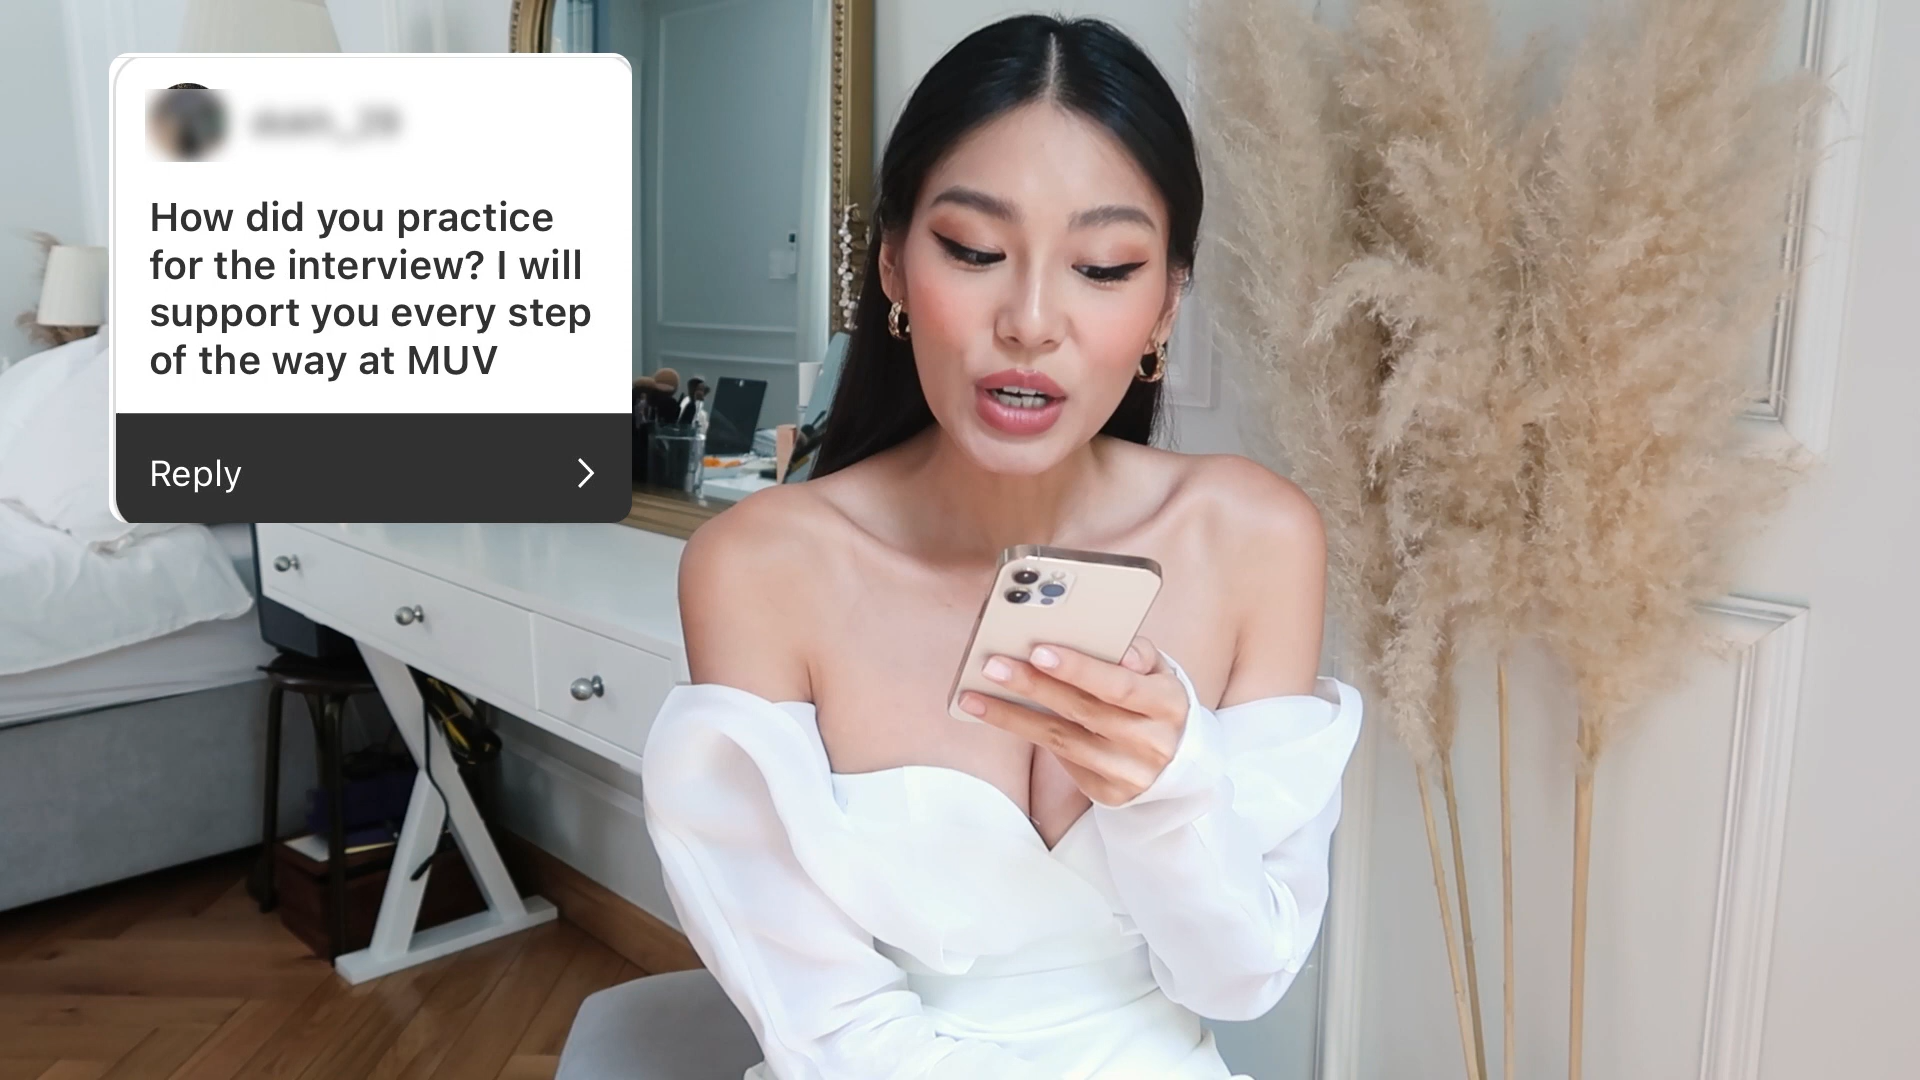 How did you practice
for the interview? I will
support you every step
of the way at MUV
Reply